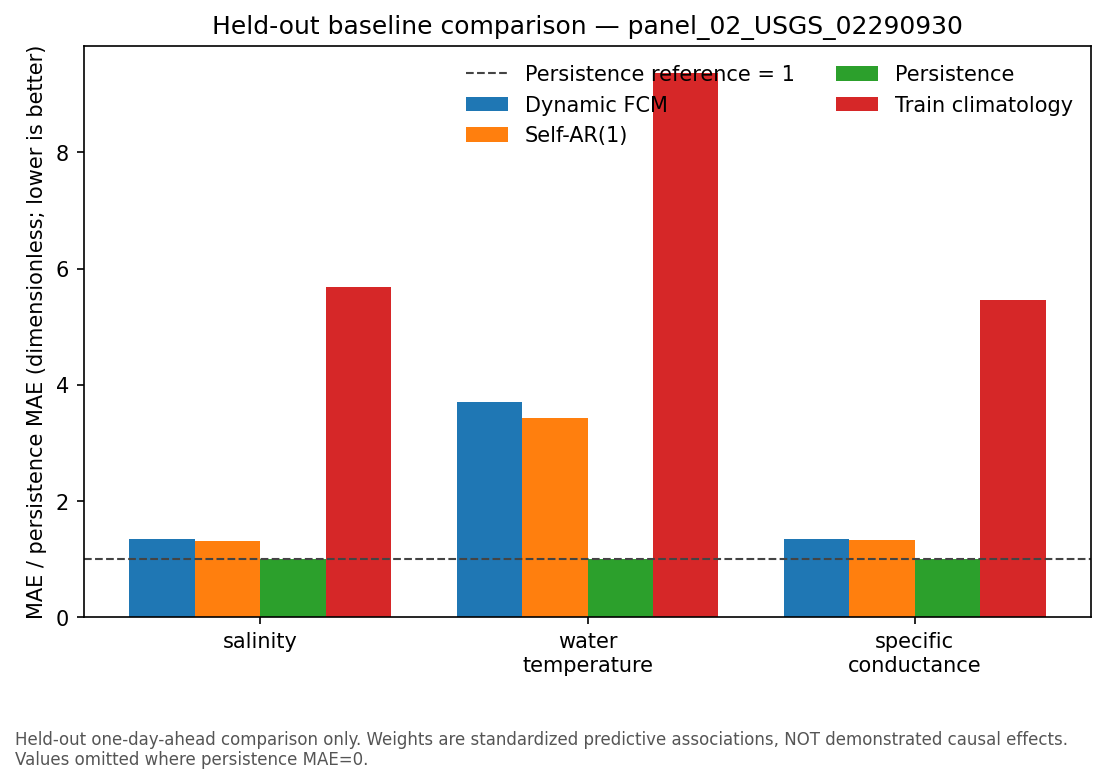 Held-out baseline comparison — panel_02_USGS_02290930
MAE / persistence MAE (dimensionless; lower is better)
8
6
4
2
0
Persistence reference = 1
Dynamic FCM
Self-AR(1)
Persistence
Train climatology
salinity
water
temperature
specific
conductance
Held-out one-day-ahead comparison only. Weights are standardized predictive associations, NOT demonstrated causal effects.
Values omitted where persistence MAE=0.